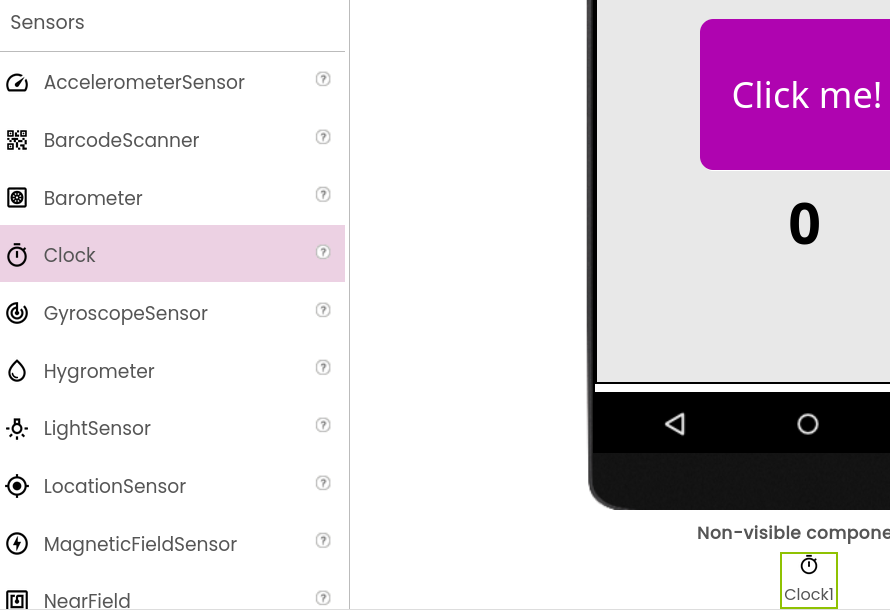 Sensors
AccelerometerSensor
BarcodeScanner
Barometer
Clock
GyroscopeSensor
Hygrometer
LightSensor
LocationSensor
MagneticFieldSensor
NearField
Click me!
0
Non-visible compone
Clock1